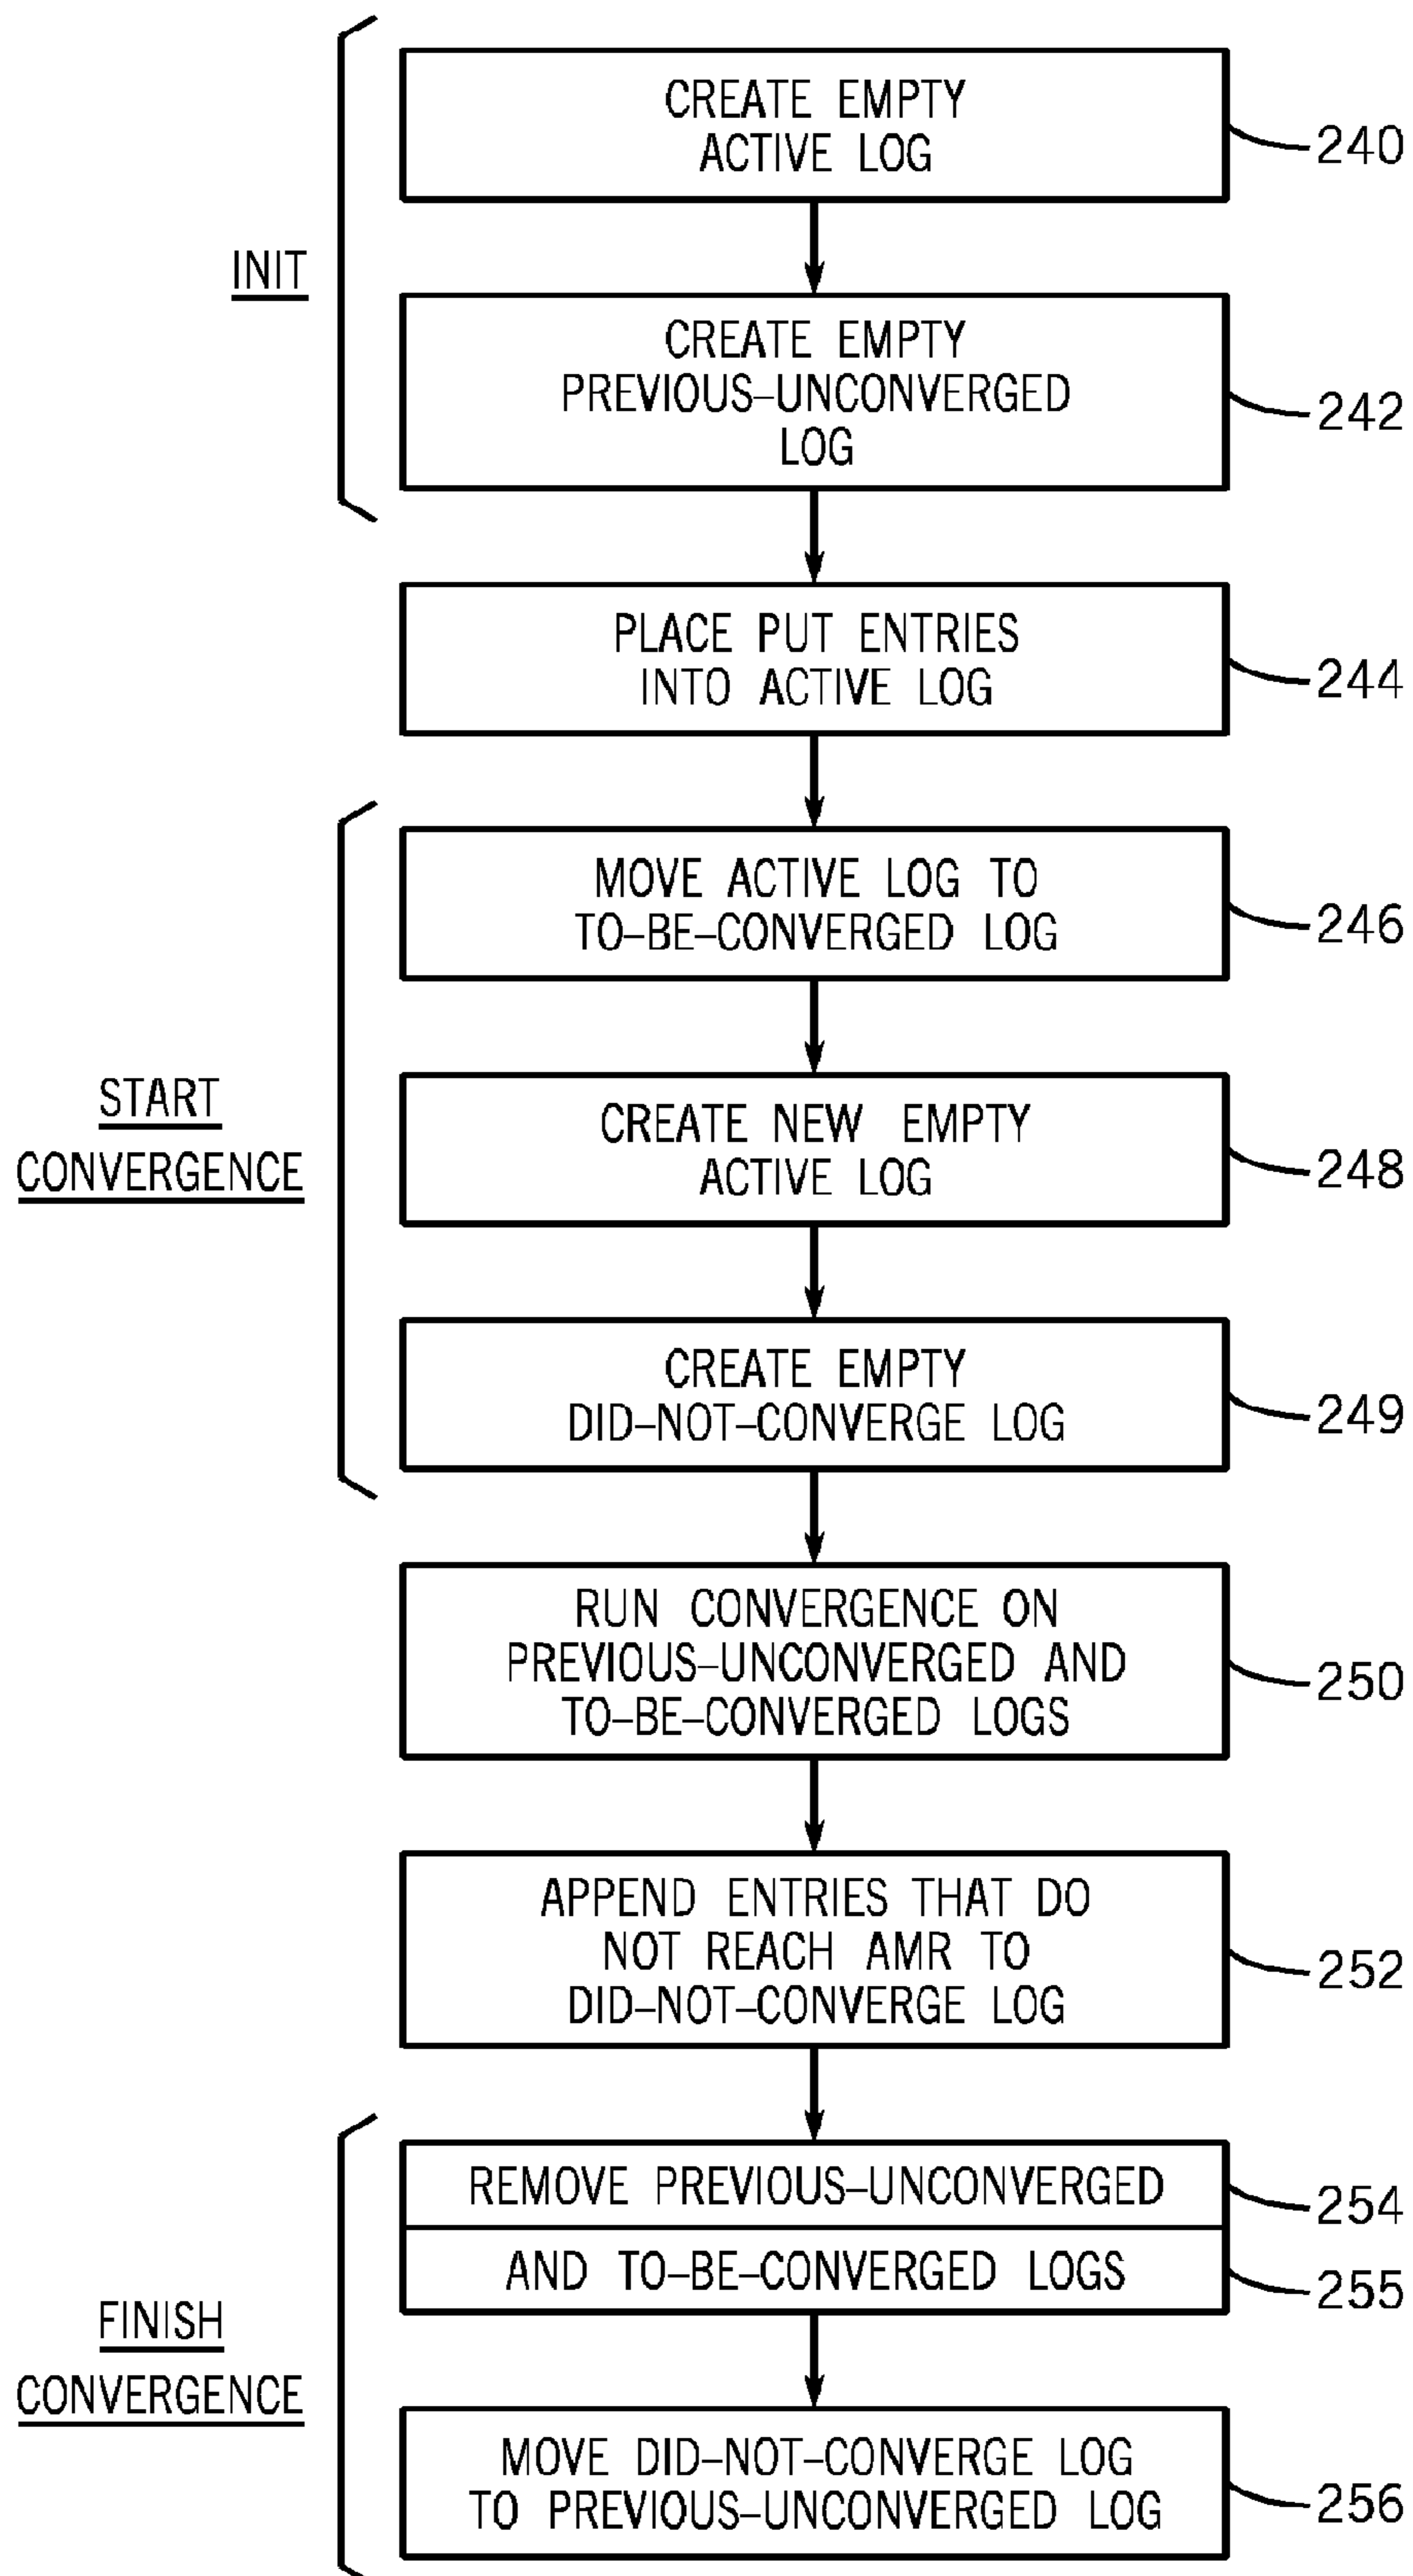 CREATE EMPTY
ACTIVE LOG
240
INIT
CREATE EMPTY
PREVIOUS–UNCONVERGED
LOG
242
PLACE PUT ENTRIES
INTO ACTIVE LOG
244
MOVE ACTIVE LOG TO
TO–BE–CONVERGED LOG
246
START
CONVERGENCE
CREATE NEW EMPTY
ACTIVE LOG
248
CREATE EMPTY
DID–NOT–CONVERGE LOG
249
RUN CONVERGENCE ON
PREVIOUS–UNCONVERGED AND
TO–BE–CONVERGED LOGS
250
APPEND ENTRIES THAT DO
NOT REACH AMR TO
DID–NOT–CONVERGE LOG
252
REMOVE PREVIOUS–UNCONVERGED
254
AND TO–BE–CONVERGED LOGS
255
FINISH
CONVERGENCE
MOVE DID–NOT–CONVERGE LOG
TO PREVIOUS–UNCONVERGED LOG
256